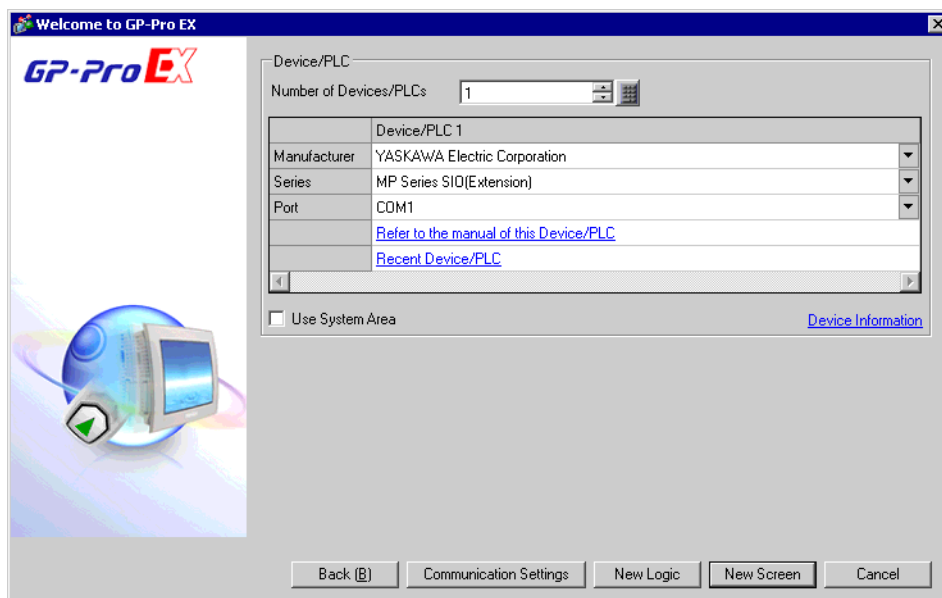 Welcome to GP-Pro EX
GP-Pro EX
Device/PLC
Number of Devices/PLCs 1
Device/PLC 1
Manufacturer YASKAWA Electric Corporation
Series MP Series SIO(Extension)
Port COM1
Refer to the manual of this Device/PLC
Recent Device/PLC
Use System Area Device Information
Back (B) Communication Settings New Logic New Screen Cancel